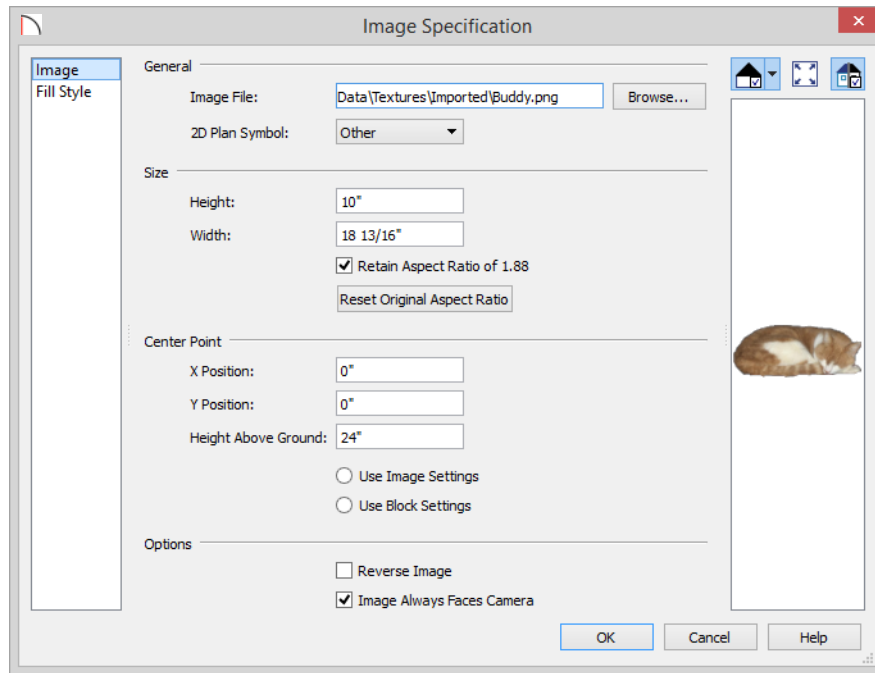 Image Specification
Image
Fill Style
General
Image File: Data\Textures\Imported\Buddy.png Browse...
2D Plan Symbol: Other
Size
Height: 10"
Width: 18 13/16"
Retain Aspect Ratio of 1.88
Reset Original Aspect Ratio
Center Point
X Position: 0"
Y Position: 0"
Height Above Ground: 24"
Use Image Settings
Use Block Settings
Options
Reverse Image
Image Always Faces Camera
OK Cancel Help